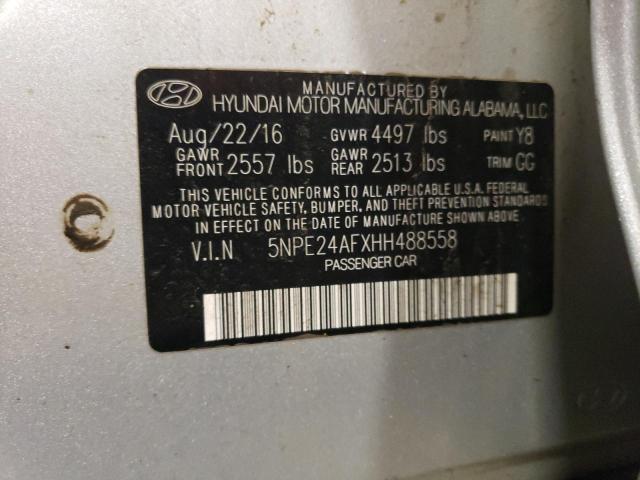 MANUFACTURED BY
HYUNDAI MOTOR MANUFACTURING ALABAMA, LLC
Aug/22/16 GVWR 4497 lbs PAINT Y8
GAWR FRONT 2557 lbs GAWR REAR 2513 lbs TRIM GG
THIS VEHICLE CONFORMS TO ALL APPLICABLE U.S.A. FEDERAL
MOTOR VEHICLE SAFETY, BUMPER, AND THEFT PREVENTION STANDARDS
IN EFFECT ON THE DATE OF MANUFACTURE SHOWN ABOVE.
V.I.N 5NPE24AFXHH488558
PASSENGER CAR